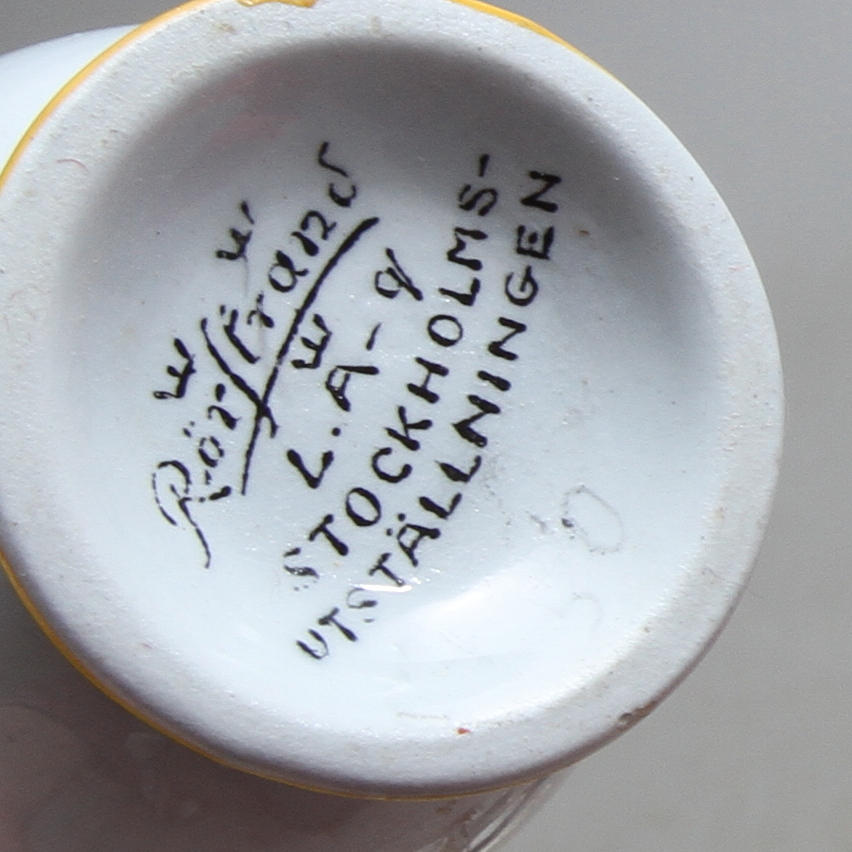 Rörstrand
L.A-q
STOCKHOLMS-
UTSTÄLLNINGEN